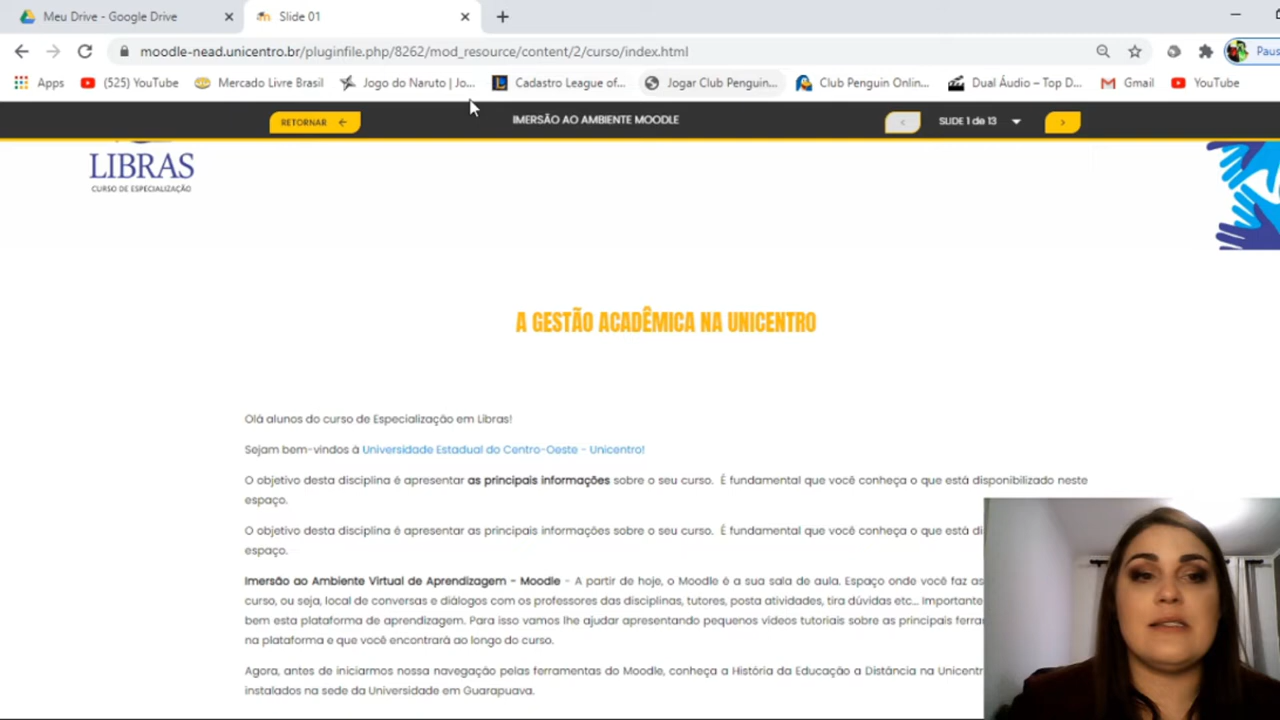 Meu Drive - Google Drive
Slide 01
moodle-nead.unicentro.br/pluginfile.php/8262/mod_resource/content/2/curso/index.html
Paus
Apps
(525) YouTube
Mercado Livre Brasil
Jogo do Naruto | Jo...
Cadastro League of...
Jogar Club Penguin...
Club Penguin Onlin...
Dual Áudio – Top D...
Gmail
YouTube
RETORNAR
IMERSÃO AO AMBIENTE MOODLE
SLIDE 1 de 13
LIBRAS
CURSO DE ESPECIALIZAÇÃO
A GESTÃO ACADÊMICA NA UNICENTRO
Olá alunos do curso de Especialização em Libras!
Sejam bem-vindos à Universidade Estadual do Centro-Oeste - Unicentro!
O objetivo desta disciplina é apresentar as principais informações sobre o seu curso. É fundamental que você conheça o que está disponibilizado neste
espaço.
O objetivo desta disciplina é apresentar as principais informações sobre o seu curso. É fundamental que você conheça o que está di
espaço.
Imersão ao Ambiente Virtual de Aprendizagem - Moodle - A partir de hoje, o Moodle é a sua sala de aula. Espaço onde você faz as
curso, ou seja, local de conversas e diálogos com os professores das disciplinas, tutores, posta atividades, tira dúvidas etc... Importante
bem esta plataforma de aprendizagem. Para isso vamos lhe ajudar apresentando pequenos vídeos tutoriais sobre as principais ferra
na plataforma e que você encontrará ao longo do curso.
Agora, antes de iniciarmos nossa navegação pelas ferramentas do Moodle, conheça a História da Educação a Distância na Unicentr
instalados na sede da Universidade em Guarapuava.